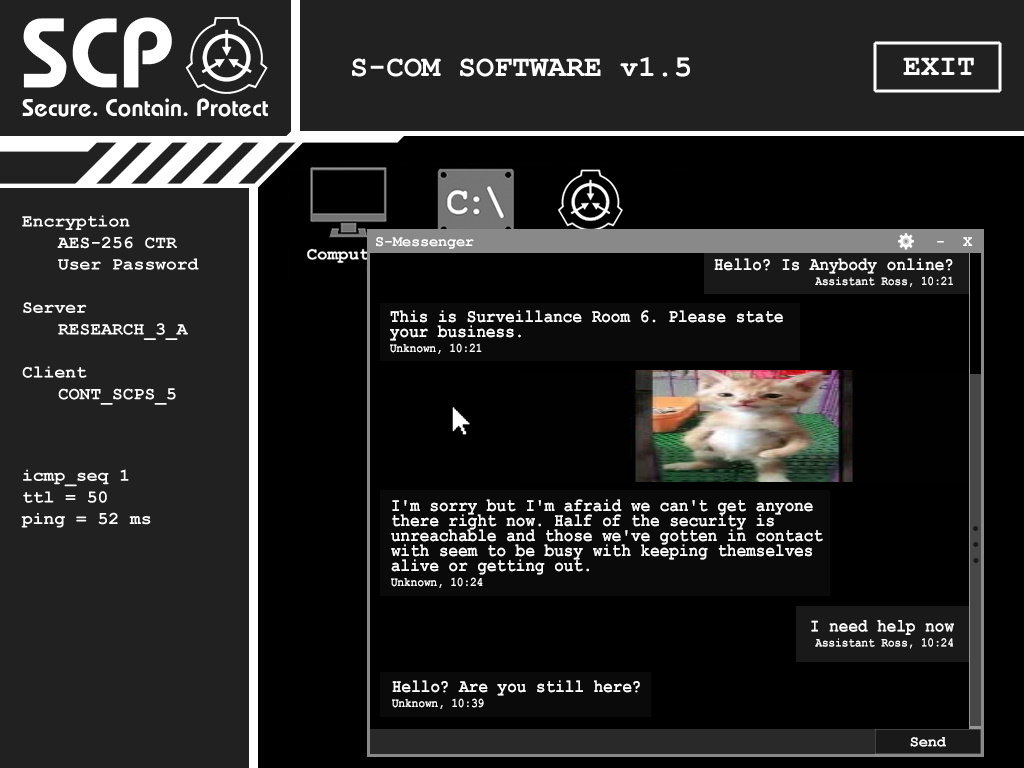 SCP
Secure. Contain. Protect
S-COM SOFTWARE v1.5
EXIT
Encryption
AES-256 CTR
User Password
Server
RESEARCH_3_A
Client
CONT_SCPS_5
icmp_seq 1
ttl = 50
ping = 52 ms
C:\
Comput
S-Messenger
- X
Hello? Is Anybody online?
Assistant Ross, 10:21
This is Surveillance Room 6. Please state
your business.
Unknown, 10:21
I'm sorry but I'm afraid we can't get anyone
there right now. Half of the security is
unreachable and those we've gotten in contact
with seem to be busy with keeping themselves
alive or getting out.
Unknown, 10:24
I need help now
Assistant Ross, 10:24
Hello? Are you still here?
Unknown, 10:39
Send